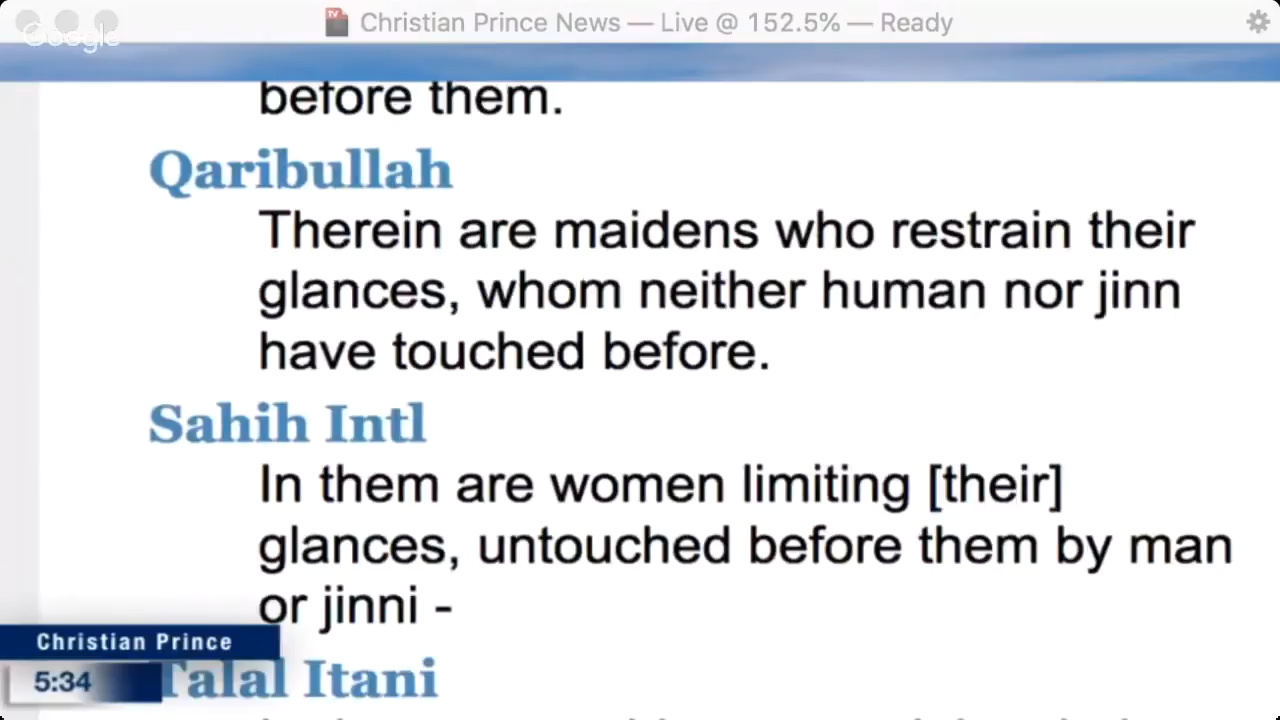 Christian Prince News — Live @ 152.5% — Ready
Google
before them.
Qaribullah
Therein are maidens who restrain their
glances, whom neither human nor jinn
have touched before.
Sahih Intl
In them are women limiting [their]
glances, untouched before them by man
or jinni -
Christian Prince
5:34
Talal Itani